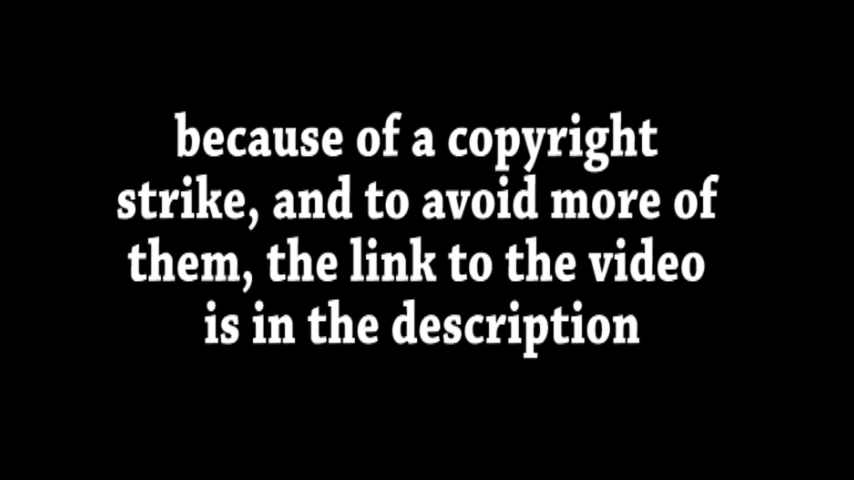 because of a copyright
strike, and to avoid more of
them, the link to the video
is in the description